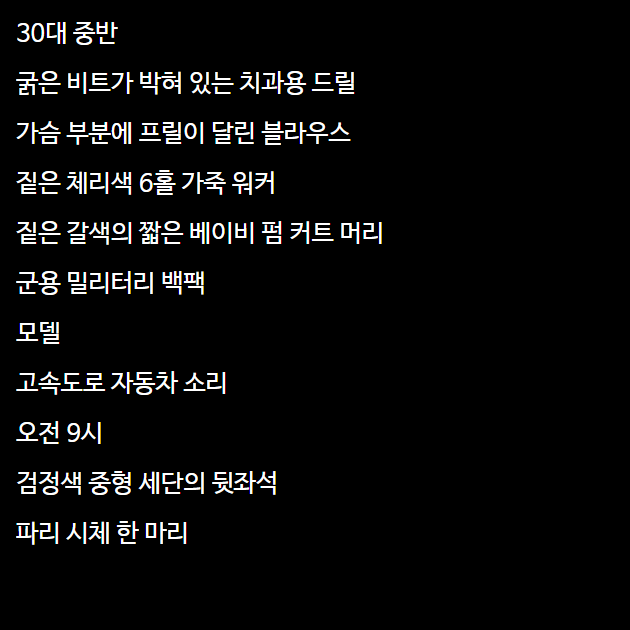 30대 중반
굵은 비트가 박혀 있는 치과용 드릴
가슴 부분에 프릴이 달린 블라우스
짙은 체리색 6홀 가죽 워커
짙은 갈색의 짧은 베이비 펌 커트 머리
군용 밀리터리 백팩
모델
고속도로 자동차 소리
오전 9시
검정색 중형 세단의 뒷좌석
파리 시체 한 마리